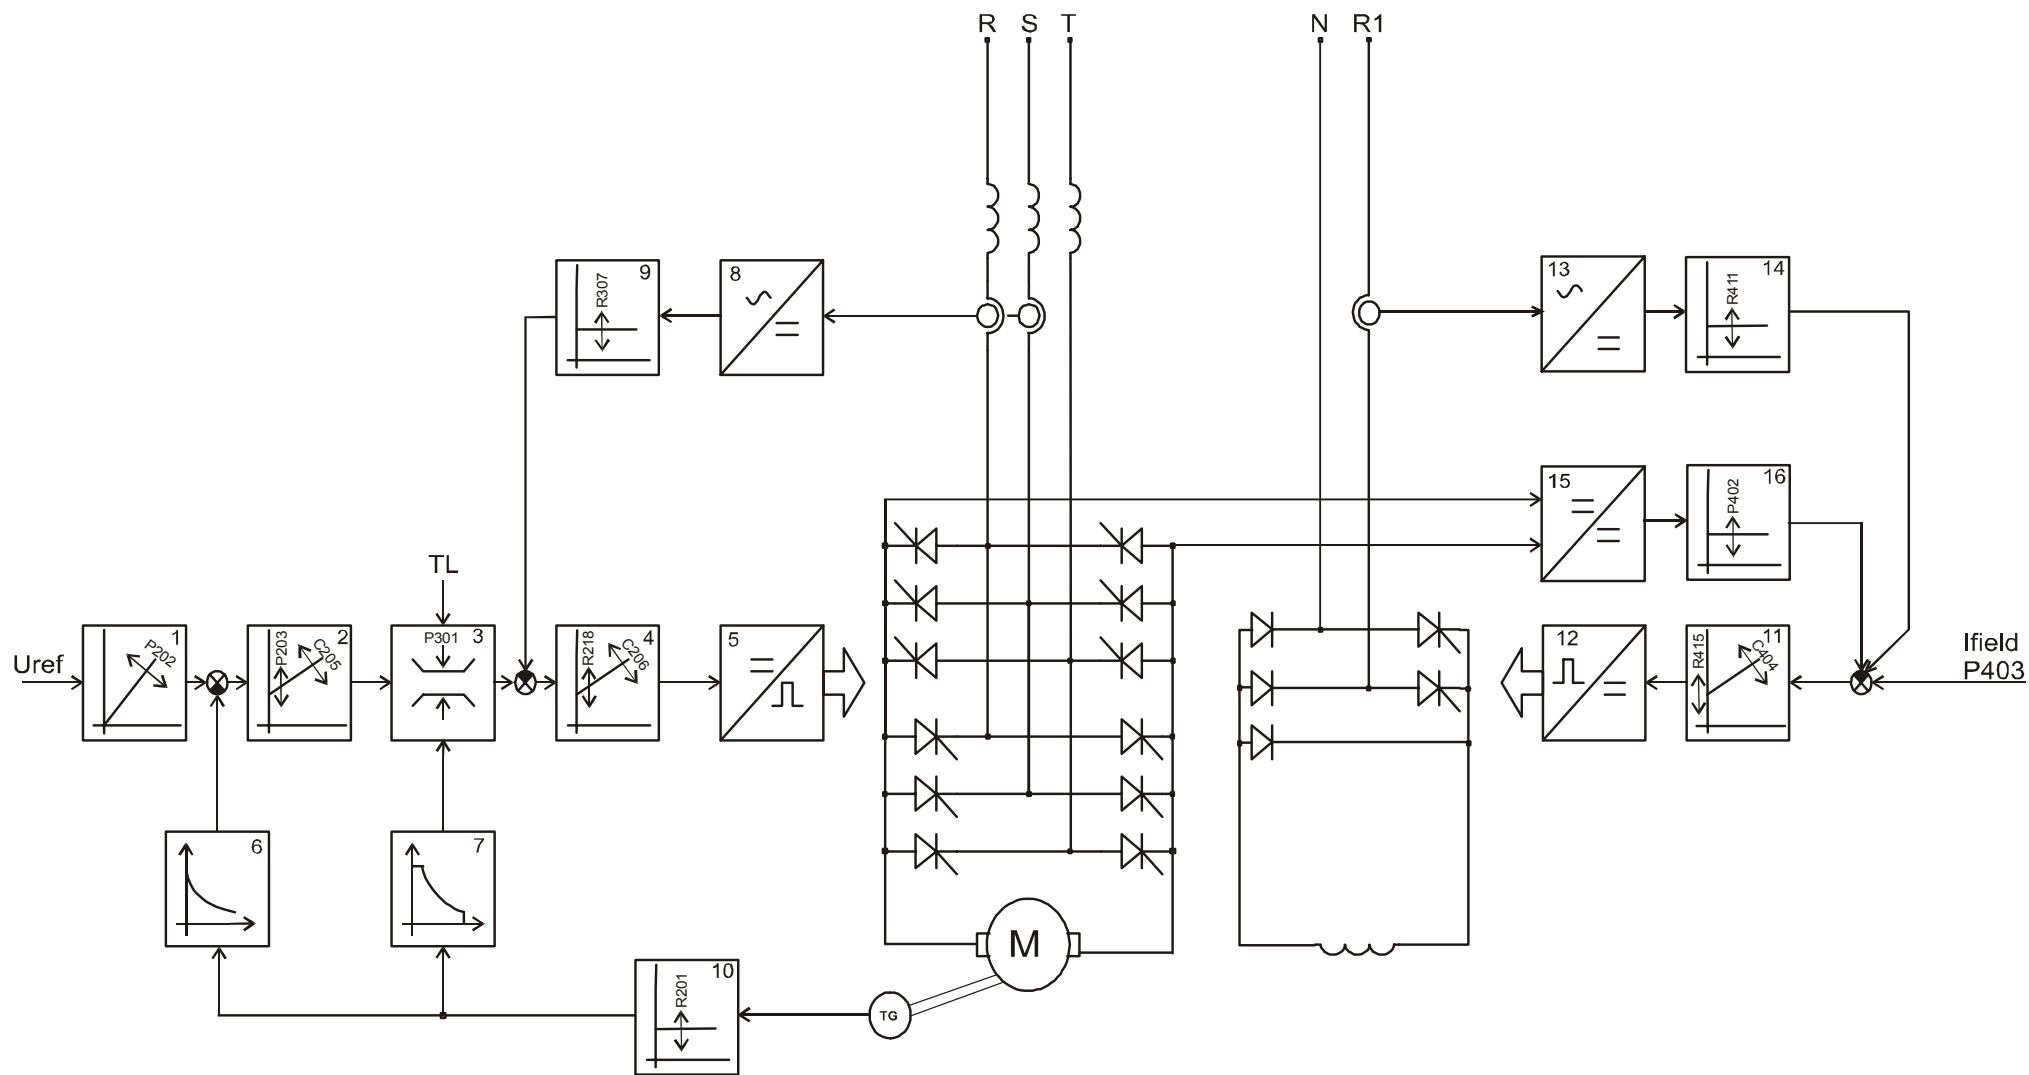 R S T N R1
9
R307
8
13
14
R411
15
16
P402
TL
Uref
1
P202
2
P203
C205
3
P301
4
R218
C206
5
12
11
R415
C404
Ifield
P403
6
7
M
10
R201
TG